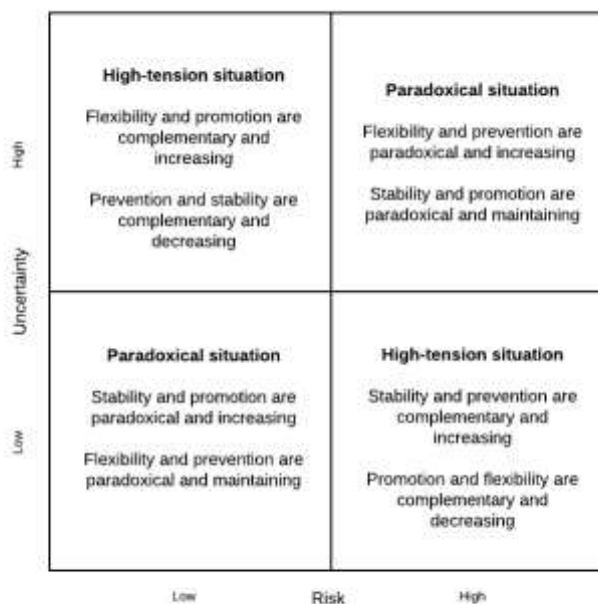 High-tension situation
Flexibility and promotion are
complementary and
increasing
Prevention and stability are
complementary and
decreasing
Paradoxical situation
Flexibility and prevention are
paradoxical and increasing
Stability and promotion are
paradoxical and maintaining
High
Uncertainty
Low
Paradoxical situation
Stability and promotion are
paradoxical and increasing
Flexibility and prevention are
paradoxical and maintaining
High-tension situation
Stability and prevention are
complementary and
increasing
Promotion and flexibility are
complementary and
decreasing
Low
Risk
High